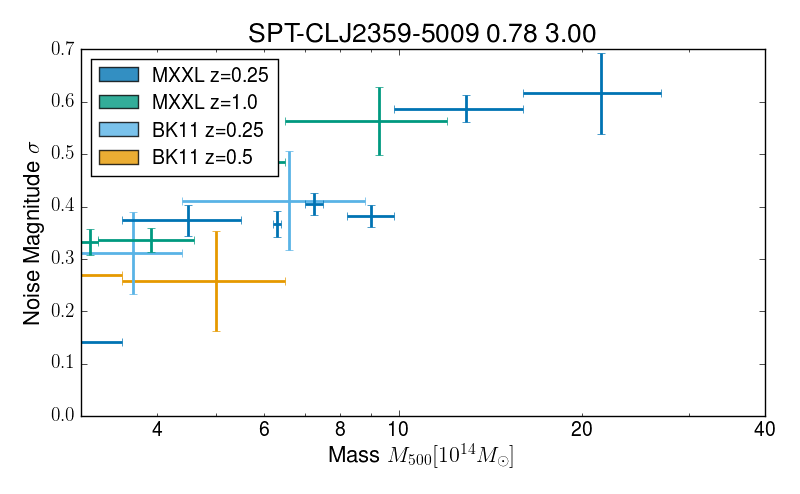 SPT-CLJ2359-5009 0.78 3.00
0.7
0.6
0.5
0.4
0.3
0.2
0.1
0.0
Noise Magnitude σ
MXXL z=0.25
MXXL z=1.0
BK11 z=0.25
BK11 z=0.5
4 6 8 10 20 40
Mass M₅₀₀[10¹⁴M☉]